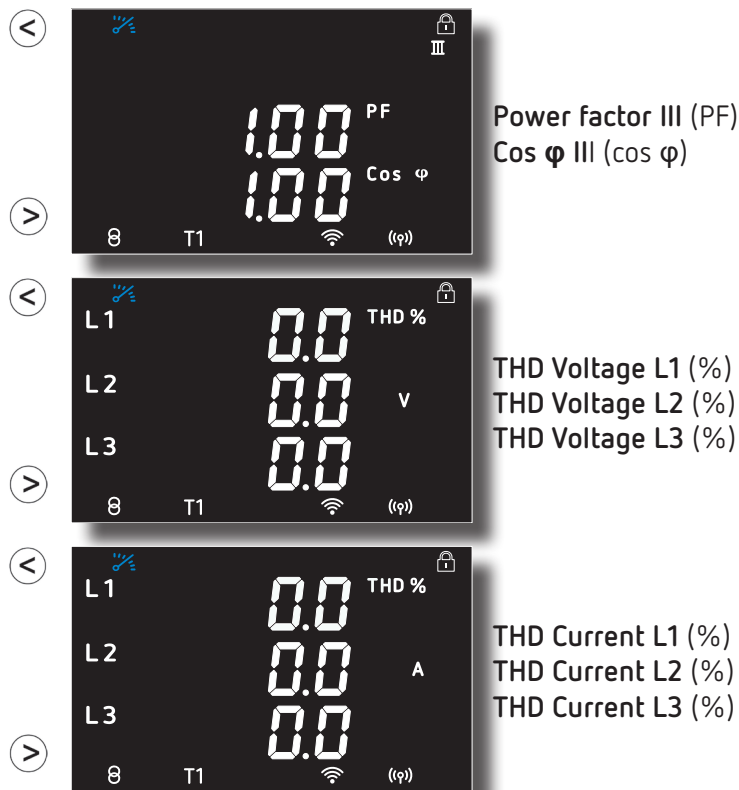 <
III
1.00 PF
1.00 Cos φ
>
T1
Power factor III (PF)
Cos φ III (cos φ)
<
L1 0.0 THD %
L2 0.0 V
L3 0.0
>
T1
THD Voltage L1 (%)
THD Voltage L2 (%)
THD Voltage L3 (%)
<
L1 0.0 THD %
L2 0.0 A
L3 0.0
>
T1
THD Current L1 (%)
THD Current L2 (%)
THD Current L3 (%)